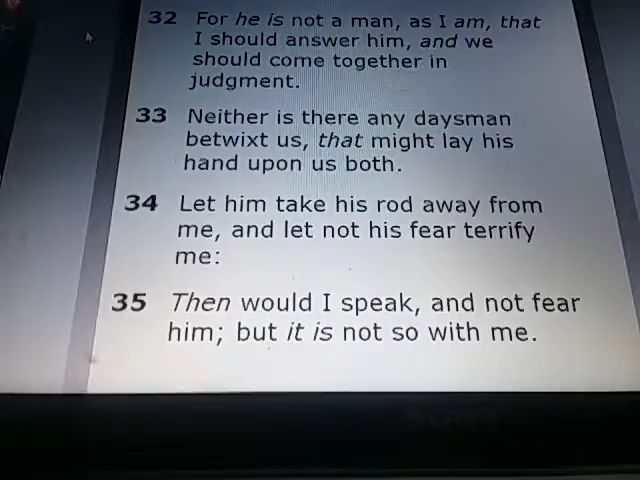 32 For he is not a man, as I am, that
I should answer him, and we
should come together in
judgment.
33 Neither is there any daysman
betwixt us, that might lay his
hand upon us both.
34 Let him take his rod away from
me, and let not his fear terrify
me:
35 Then would I speak, and not fear
him; but it is not so with me.